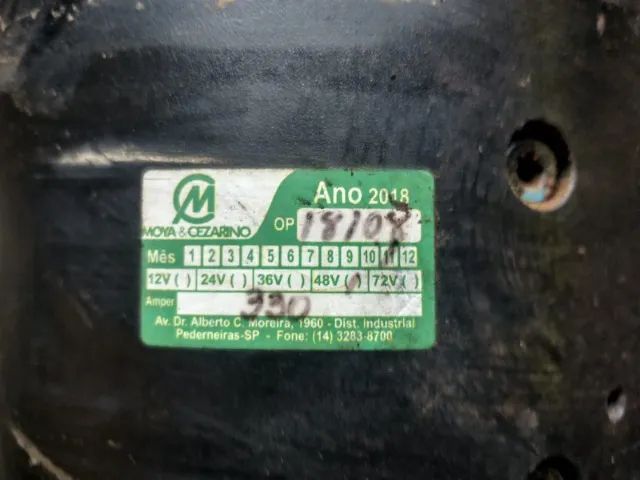 CM
Ano 2018
MOYA & CEZARINO
OP 18108
Mês 1 2 3 4 5 6 7 8 9 10 11 12
12V ( ) 24V ( ) 36V ( ) 48V ( ) 72V ( )
Amper 330
Av. Dr. Alberto C. Moreira, 1960 - Dist. Industrial
Pederneiras-SP - Fone: (14) 3283-8700